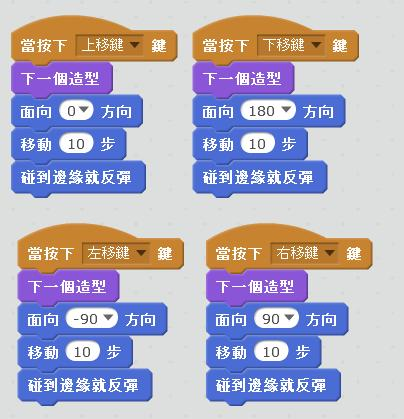 當按下 上移鍵 鍵
下一個造型
面向 0 方向
移動 10 步
碰到邊緣就反彈
當按下 下移鍵 鍵
下一個造型
面向 180 方向
移動 10 步
碰到邊緣就反彈
當按下 左移鍵 鍵
下一個造型
面向 -90 方向
移動 10 步
碰到邊緣就反彈
當按下 右移鍵 鍵
下一個造型
面向 90 方向
移動 10 步
碰到邊緣就反彈